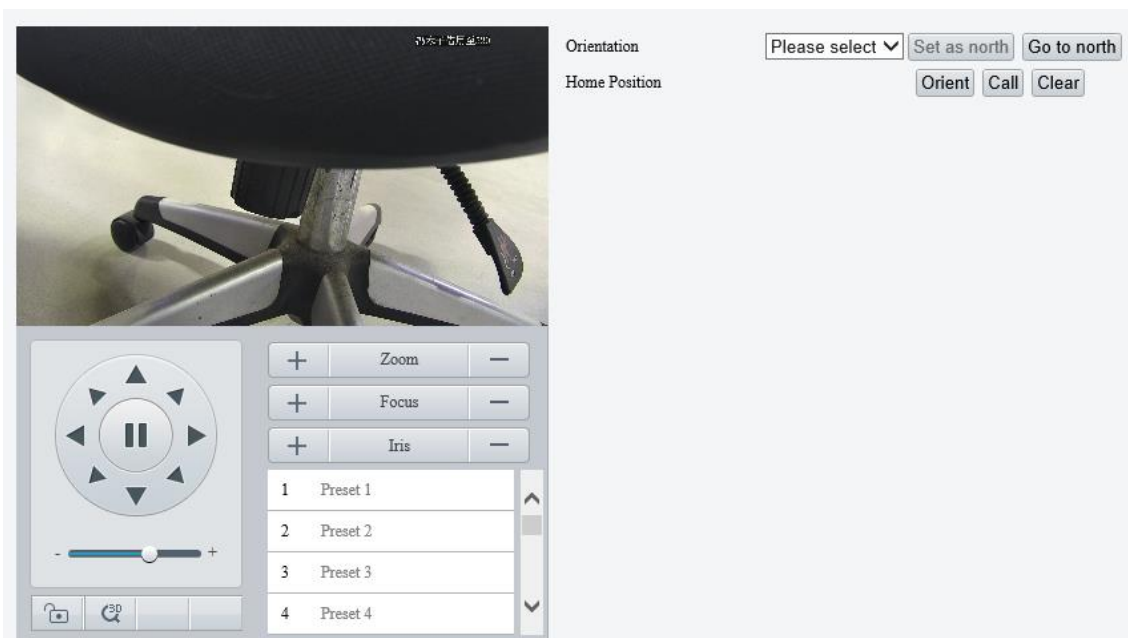 Orientation
Please select
Set as north
Go to north
Home Position
Orient
Call
Clear
+ Zoom −
+ Focus −
+ Iris −
- +
3D
1 Preset 1
2 Preset 2
3 Preset 3
4 Preset 4